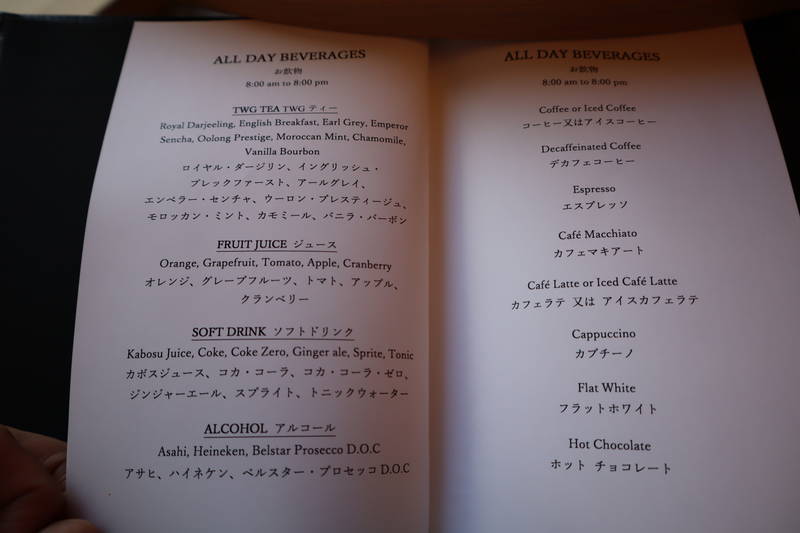 ALL DAY BEVERAGES
お飲物
8:00 am to 8:00 pm
TWG TEA TWG ティー
Royal Darjeeling, English Breakfast, Earl Grey, Emperor
Sencha, Oolong Prestige, Moroccan Mint, Chamomile,
Vanilla Bourbon
ロイヤル・ダージリン、イングリッシュ・
ブレックファースト、アールグレイ、
エンペラー・センチャ、ウーロン・プレスティージュ、
モロッカン・ミント、カモミール、バニラ・バーボン
FRUIT JUICE ジュース
Orange, Grapefruit, Tomato, Apple, Cranberry
オレンジ、グレープフルーツ、トマト、アップル、
クランベリー
SOFT DRINK ソフトドリンク
Kabosu Juice, Coke, Coke Zero, Ginger ale, Sprite, Tonic
カボスジュース、コカ・コーラ、コカ・コーラ・ゼロ、
ジンジャーエール、スプライト、トニックウォーター
ALCOHOL アルコール
Asahi, Heineken, Belstar Prosecco D.O.C
アサヒ、ハイネケン、ベルスター・プロセッコ D.O.C
ALL DAY BEVERAGES
お飲物
8:00 am to 8:00 pm
Coffee or Iced Coffee
コーヒー又はアイスコーヒー
Decaffeinated Coffee
デカフェコーヒー
Espresso
エスプレッソ
Café Macchiato
カフェマキアート
Café Latte or Iced Café Latte
カフェラテ 又は アイスカフェラテ
Cappuccino
カプチーノ
Flat White
フラットホワイト
Hot Chocolate
ホット チョコレート